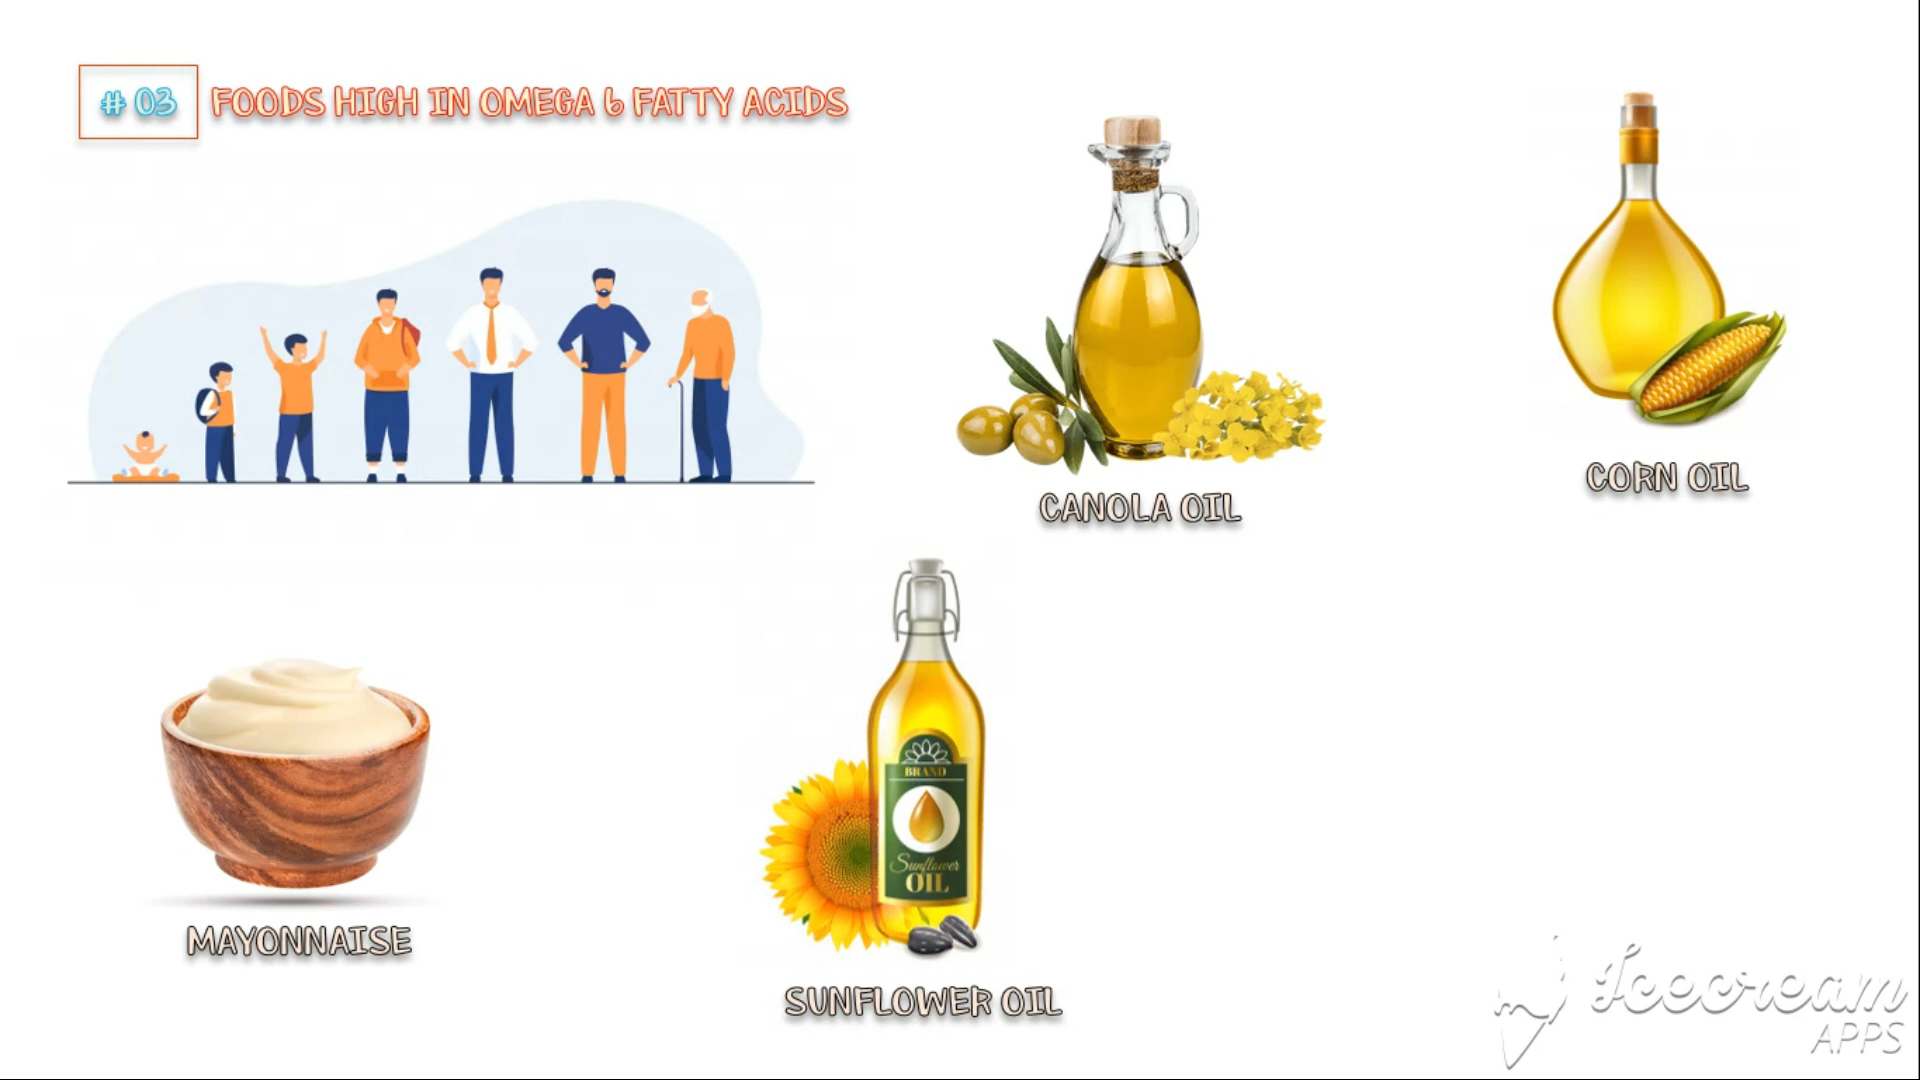 # 03 FOODS HIGH IN OMEGA 6 FATTY ACIDS
CANOLA OIL
CORN OIL
MAYONNAISE
BRAND
Sunflower
OIL
SUNFLOWER OIL
Icecream
APPS